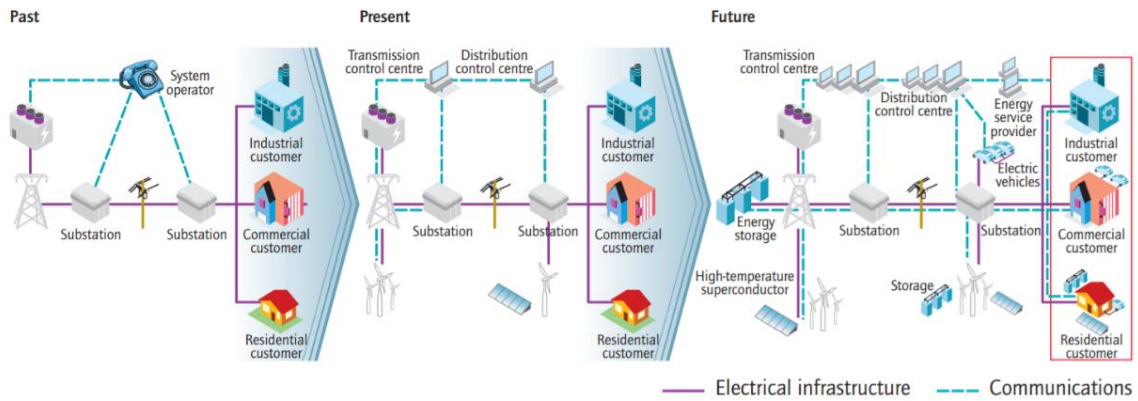 Past
System
operator
Industrial
customer
Substation
Substation
Commercial
customer
Residential
customer
Present
Transmission
control centre
Distribution
control centre
Industrial
customer
Substation
Substation
Commercial
customer
Residential
customer
Future
Transmission
control centre
Distribution
control centre
Energy
service
provider
Industrial
customer
Electric
vehicles
Energy
storage
Substation
Substation
Commercial
customer
High-temperature
superconductor
Storage
Residential
customer
Electrical infrastructure
Communications